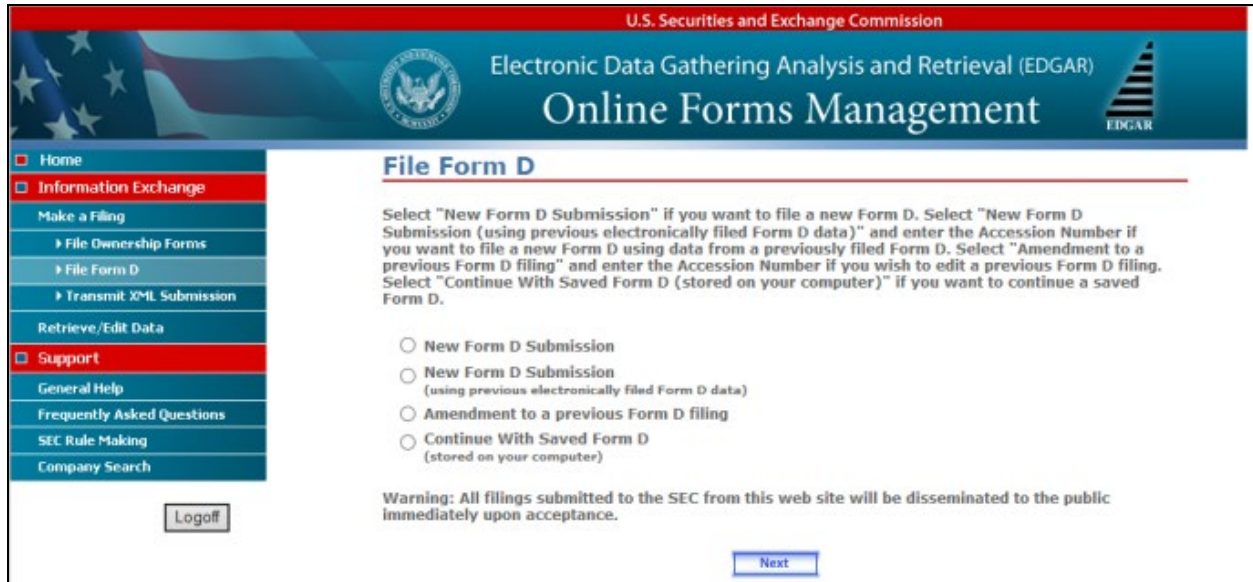 U.S. Securities and Exchange Commission
Electronic Data Gathering Analysis and Retrieval (EDGAR)
Online Forms Management
EDGAR
Home
Information Exchange
Make a Filing
File Ownership Forms
File Form D
Transmit XML Submission
Retrieve/Edit Data
Support
General Help
Frequently Asked Questions
SEC Rule Making
Company Search
Logoff
File Form D
Select "New Form D Submission" if you want to file a new Form D. Select "New Form D
Submission (using previous electronically filed Form D data)" and enter the Accession Number if
you want to file a new Form D using data from a previously filed Form D. Select "Amendment to a
previous Form D filing" and enter the Accession Number if you wish to edit a previous Form D filing.
Select "Continue With Saved Form D (stored on your computer)" if you want to continue a saved
Form D.
New Form D Submission
New Form D Submission
(using previous electronically filed Form D data)
Amendment to a previous Form D filing
Continue With Saved Form D
(stored on your computer)
Warning: All filings submitted to the SEC from this web site will be disseminated to the public
immediately upon acceptance.
Next